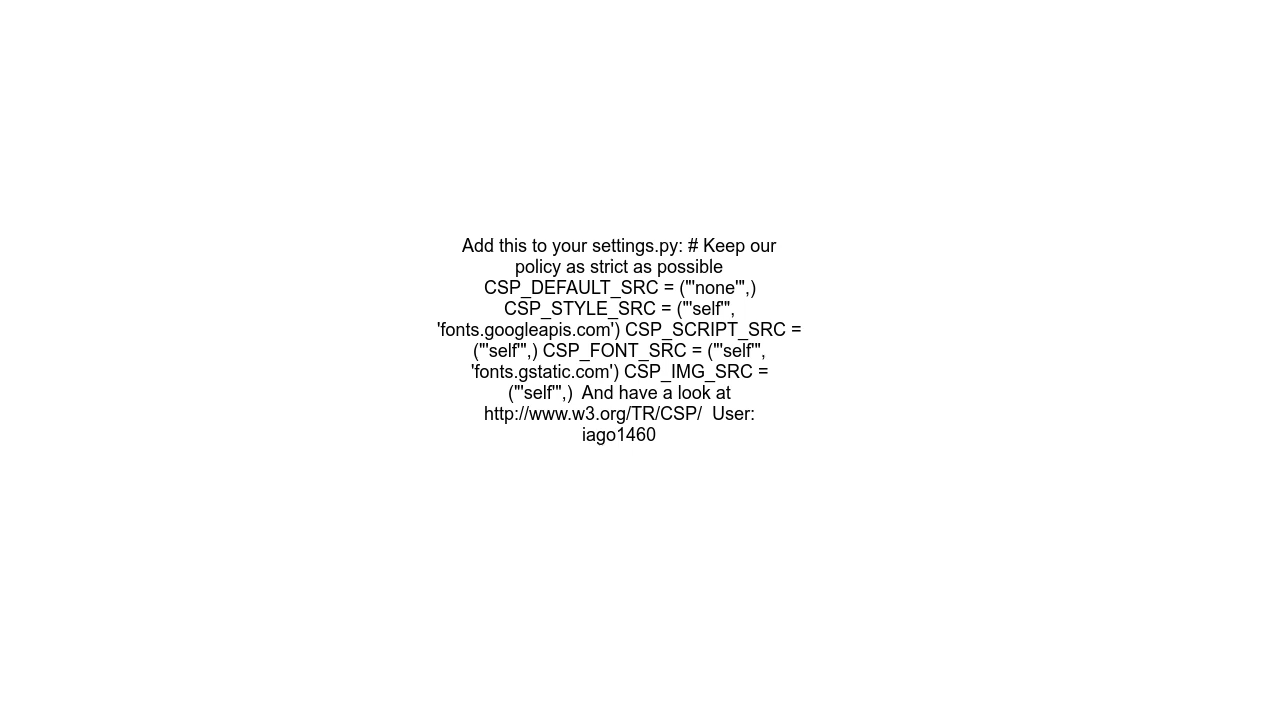 Add this to your settings.py: # Keep our
policy as strict as possible
CSP_DEFAULT_SRC = ("'none'",)
CSP_STYLE_SRC = ("'self'",
'fonts.googleapis.com') CSP_SCRIPT_SRC =
("'self'",) CSP_FONT_SRC = ("'self'",
'fonts.gstatic.com') CSP_IMG_SRC =
("'self'",)  And have a look at
http://www.w3.org/TR/CSP/  User:
iago1460